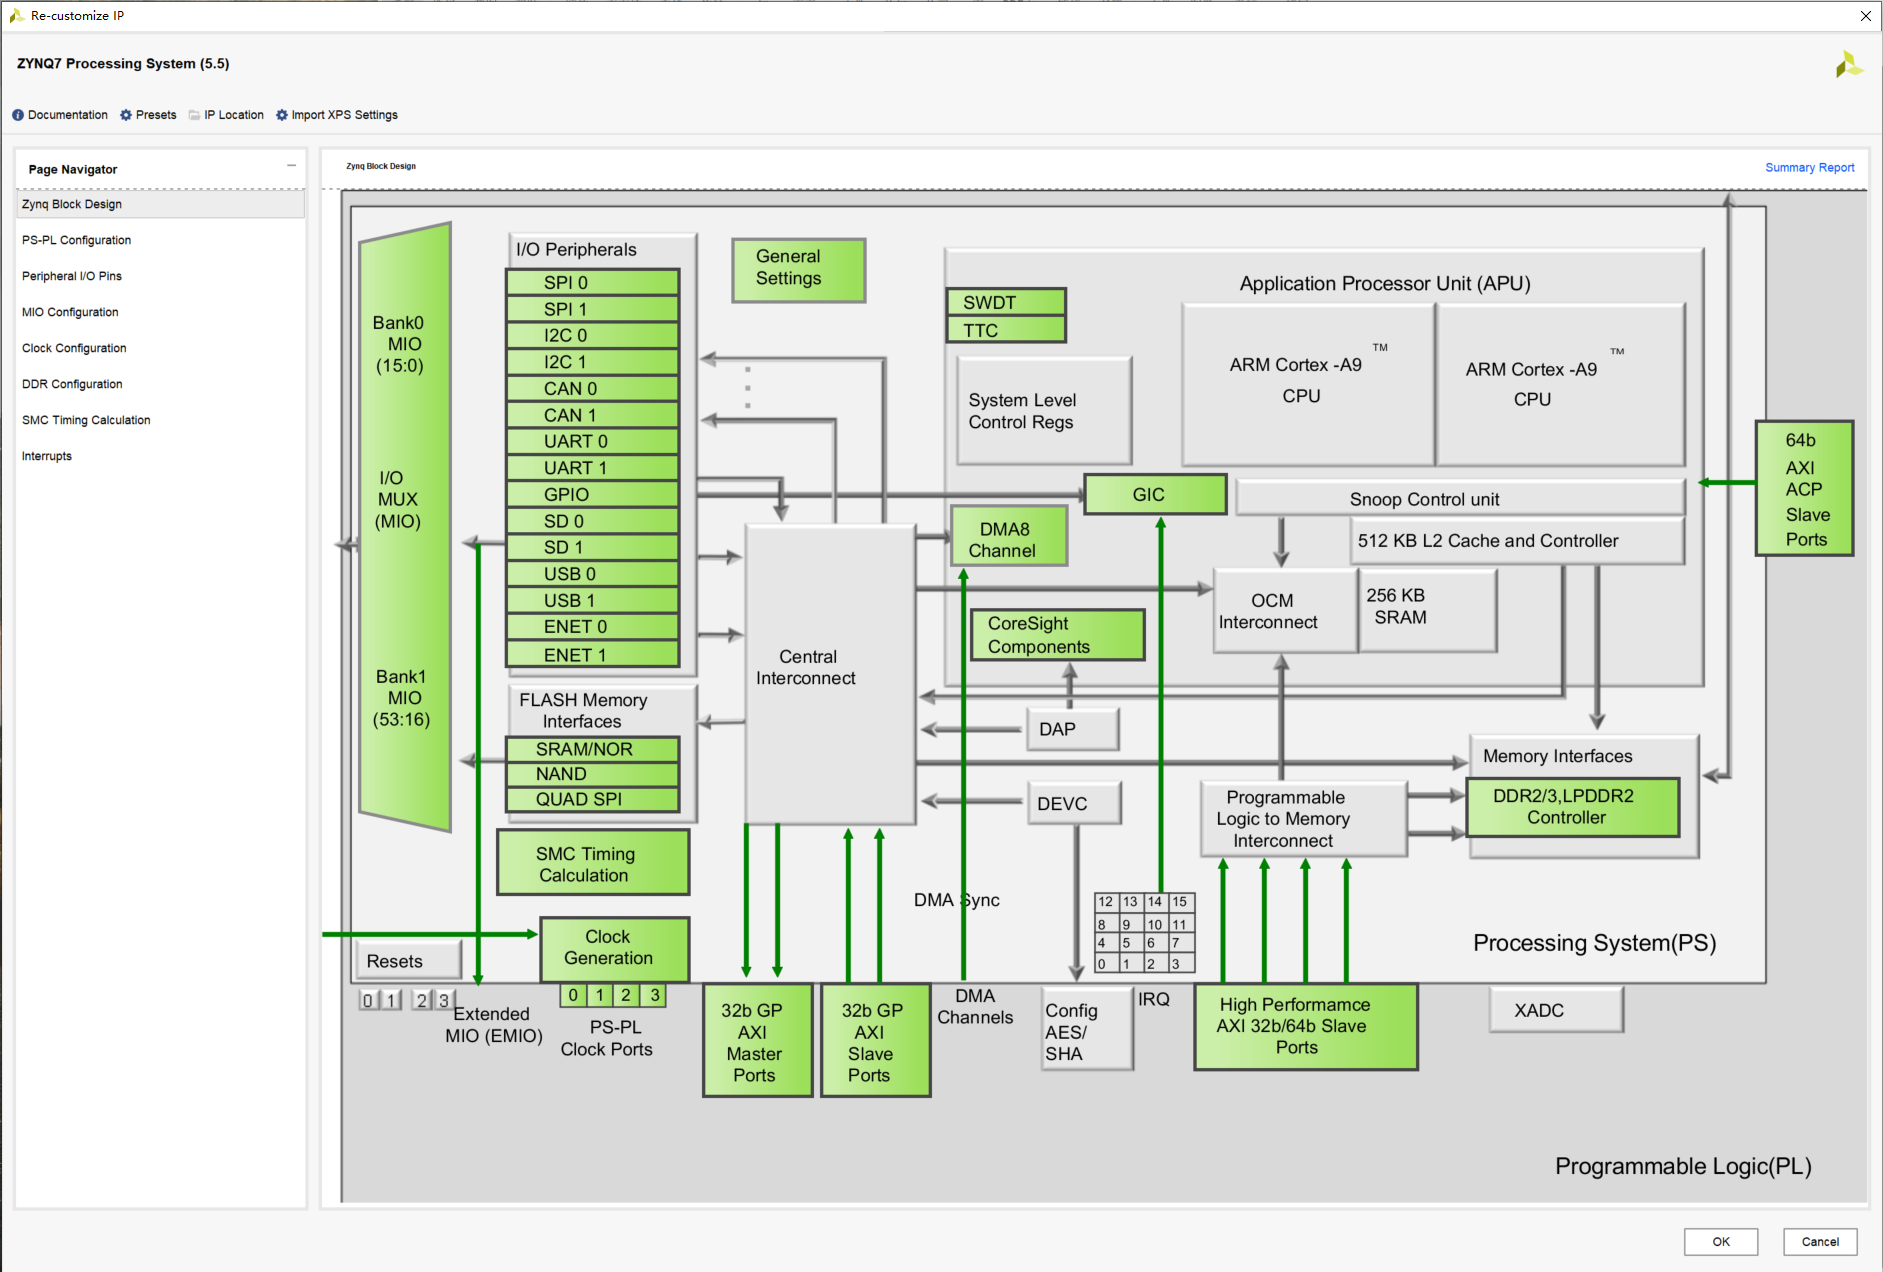 Re-customize IP
ZYNQ7 Processing System (5.5)
Documentation
Presets
IP Location
Import XPS Settings
Page Navigator
Zynq Block Design
PS-PL Configuration
Peripheral I/O Pins
MIO Configuration
Clock Configuration
DDR Configuration
SMC Timing Calculation
Interrupts
Zynq Block Design
Summary Report
Bank0
MIO
(15:0)
I/O
MUX
(MIO)
Bank1
MIO
(53:16)
I/O Peripherals
SPI 0
SPI 1
I2C 0
I2C 1
CAN 0
CAN 1
UART 0
UART 1
GPIO
SD 0
SD 1
USB 0
USB 1
ENET 0
ENET 1
FLASH Memory
Interfaces
SRAM/NOR
NAND
QUAD SPI
SMC Timing
Calculation
Clock
Generation
0 1 2 3
PS-PL
Clock Ports
Resets
0 1 2 3
Extended
MIO (EMIO)
General
Settings
Central
Interconnect
32b GP
AXI
Master
Ports
32b GP
AXI
Slave
Ports
Application Processor Unit (APU)
SWDT
TTC
System Level
Control Regs
ARM Cortex -A9
TM
CPU
ARM Cortex -A9
TM
CPU
GIC
Snoop Control unit
DMA8
Channel
512 KB L2 Cache and Controller
OCM
Interconnect
256 KB
SRAM
CoreSight
Components
DAP
DEVC
DMA Sync
DMA
Channels
Config
AES/
SHA
12 13 14 15
8 9 10 11
4 5 6 7
0 1 2 3
IRQ
Programmable
Logic to Memory
Interconnect
Memory Interfaces
DDR2/3,LPDDR2
Controller
High Performamce
AXI 32b/64b Slave
Ports
64b
AXI
ACP
Slave
Ports
Processing System(PS)
XADC
Programmable Logic(PL)
OK
Cancel